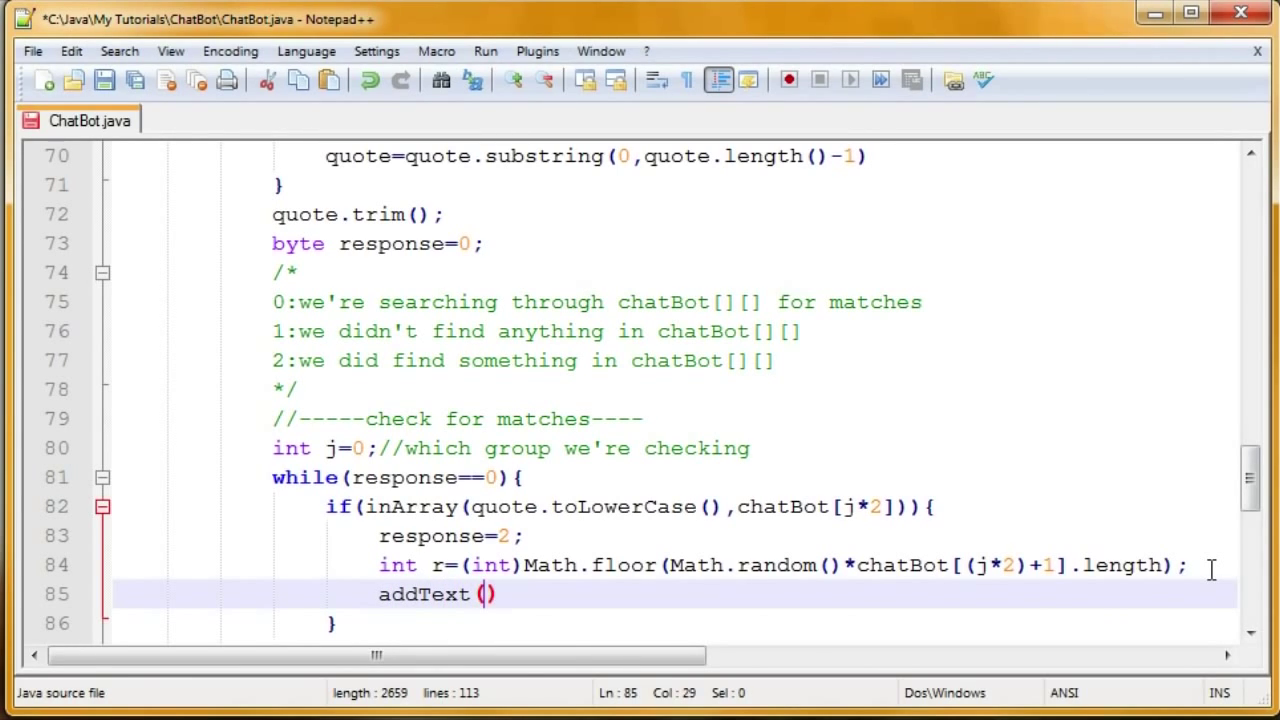 *C:\Java\My Tutorials\ChatBot\ChatBot.java - Notepad++
File Edit Search View Encoding Language Settings Macro Run Plugins Window ? X
ChatBot.java
70 quote=quote.substring(0,quote.length()-1)
71 }
72 quote.trim();
73 byte response=0;
74 /*
75 0:we're searching through chatBot[][] for matches
76 1:we didn't find anything in chatBot[][]
77 2:we did find something in chatBot[][]
78 */
79 //-----check for matches----
80 int j=0;//which group we're checking
81 while(response==0){
82 if(inArray(quote.toLowerCase(),chatBot[j*2])){
83 response=2;
84 int r=(int)Math.floor(Math.random()*chatBot[(j*2)+1].length);
85 addText()
86 }
Java source file length : 2659 lines : 113 Ln : 85 Col : 29 Sel : 0 Dos\Windows ANSI INS